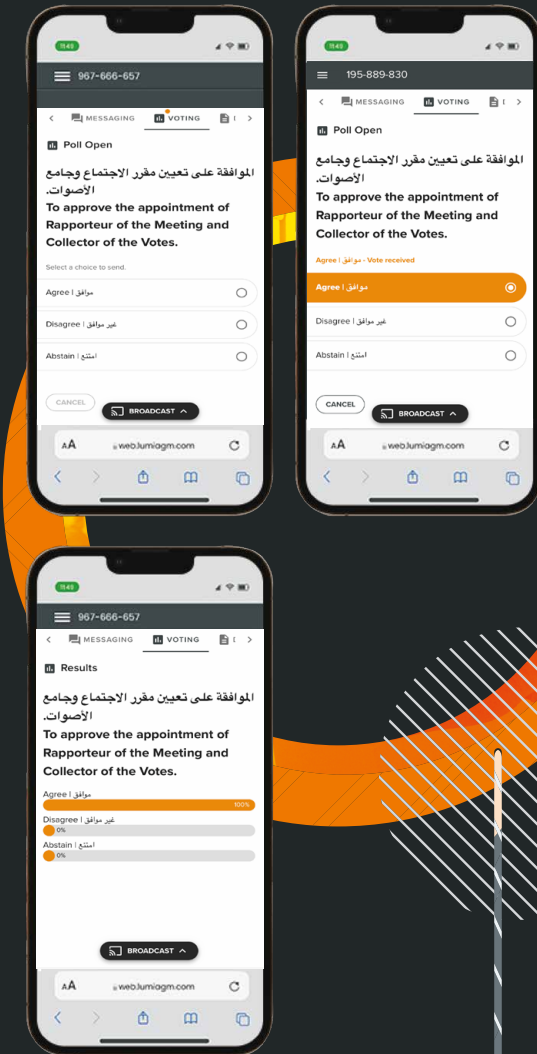 11:49
967-666-657
MESSAGING
VOTING
Poll Open
الموافقة على تعيين مقرر الاجتماع وجامع
الأصوات.
To approve the appointment of
Rapporteur of the Meeting and
Collector of the Votes.
Select a choice to send.
Agree | موافق
Disagree | غير موافق
Abstain | امتنع
CANCEL
BROADCAST
AA web.lumiagm.com
11:49
195-889-830
MESSAGING
VOTING
Poll Open
الموافقة على تعيين مقرر الاجتماع وجامع
الأصوات.
To approve the appointment of
Rapporteur of the Meeting and
Collector of the Votes.
Agree | موافق - Vote received
Agree | موافق
Disagree | غير موافق
Abstain | امتنع
CANCEL
BROADCAST
AA web.lumiagm.com
11:49
967-666-657
MESSAGING
VOTING
Results
الموافقة على تعيين مقرر الاجتماع وجامع
الأصوات.
To approve the appointment of
Rapporteur of the Meeting and
Collector of the Votes.
Agree | موافق
100%
Disagree | غير موافق
0%
Abstain | امتنع
0%
BROADCAST
AA web.lumiagm.com